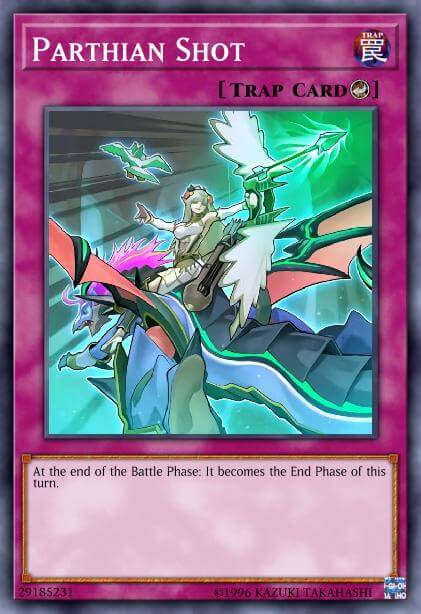 PARTHIAN SHOT
TRAP
罠
[TRAP CARD]
At the end of the Battle Phase: It becomes the End Phase of this
turn.
29185231
©1996 KAZUKI TAKAHASHI